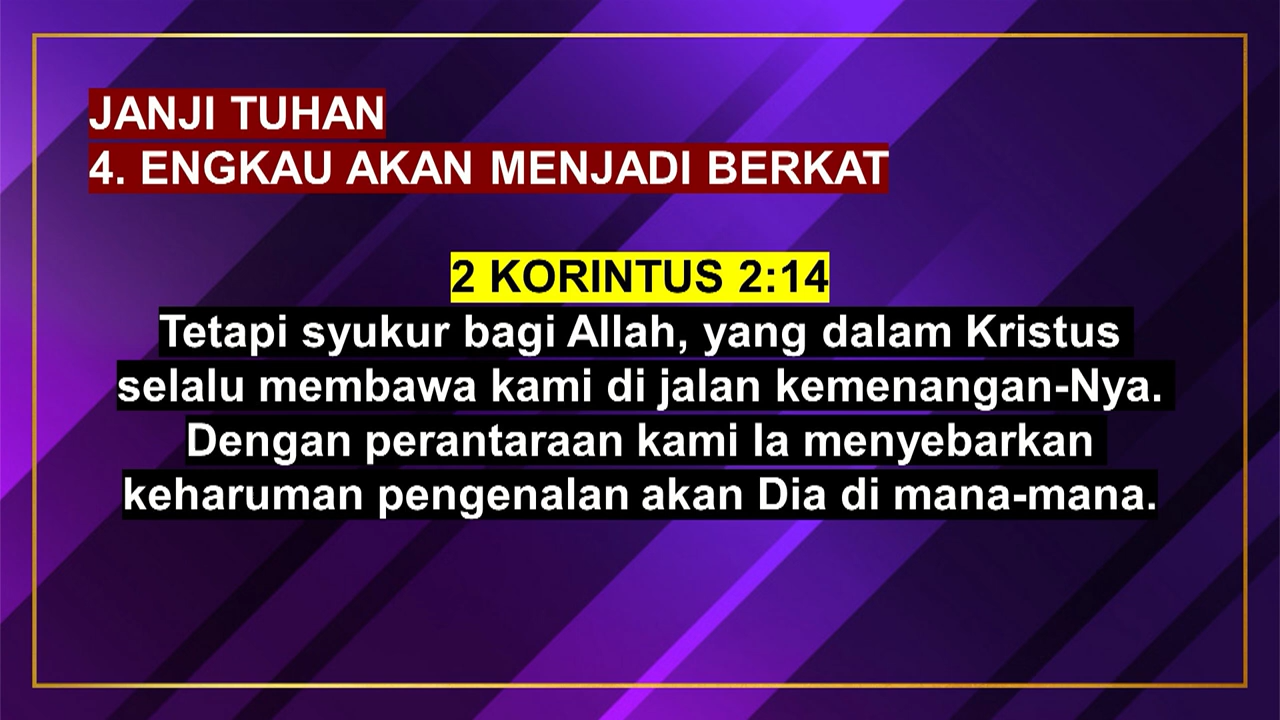 JANJI TUHAN
4. ENGKAU AKAN MENJADI BERKAT
2 KORINTUS 2:14
Tetapi syukur bagi Allah, yang dalam Kristus
selalu membawa kami di jalan kemenangan-Nya.
Dengan perantaraan kami Ia menyebarkan
keharuman pengenalan akan Dia di mana-mana.